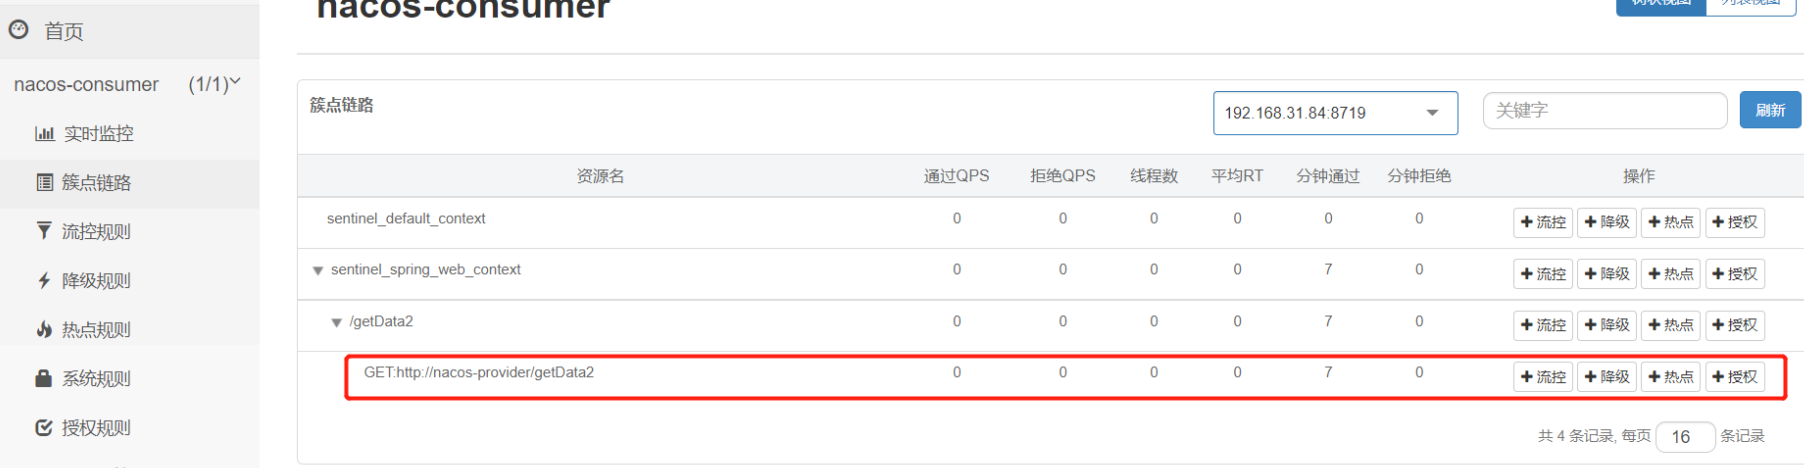 nacos-consumer
树状视图 列表视图
首页
nacos-consumer (1/1)
实时监控
簇点链路
流控规则
降级规则
热点规则
系统规则
授权规则
簇点链路 192.168.31.84:8719 关键字 刷新
资源名 通过QPS 拒绝QPS 线程数 平均RT 分钟通过 分钟拒绝 操作
sentinel_default_context 0 0 0 0 0 0 +流控 +降级 +热点 +授权
sentinel_spring_web_context 0 0 0 0 7 0 +流控 +降级 +热点 +授权
/getData2 0 0 0 0 7 0 +流控 +降级 +热点 +授权
GET:http://nacos-provider/getData2 0 0 0 0 7 0 +流控 +降级 +热点 +授权
共 4 条记录, 每页 16 条记录